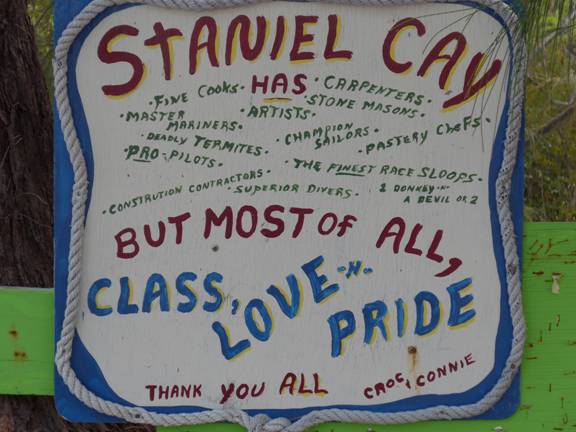 STANIEL CAY
HAS
·FINE COOKS· ·CARPENTERS·
·MASTER MARINERS· ARTISTS· ·STONE MASONS·
·DEADLY TERMITES· ·CHAMPION SAILORS· ·PASTERY CHEFS·
·PRO-PILOTS· ·THE FINEST RACE SLOOPS·
·CONSTRUTION CONTRACTORS· ·SUPERIOR DIVERS· 1 DONKEY-N- A DEVIL OR 2
BUT MOST OF ALL,
CLASS, LOVE -N- PRIDE
THANK YOU ALL CROC, CONNIE